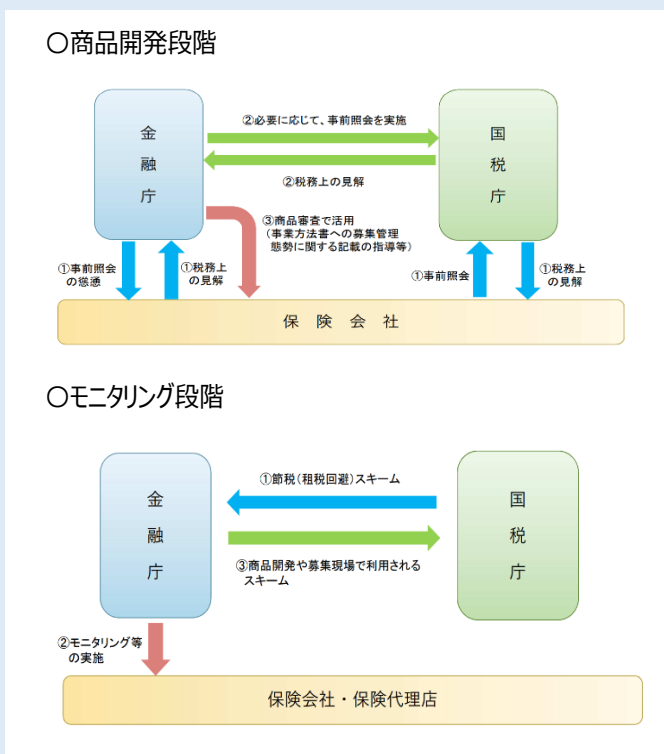 〇商品開発段階
金融庁
②必要に応じて、事前照会を実施
②税務上の見解
国税庁
③商品審査で活用
（事業方法書への募集管理
態勢に関する記載の指導等）
①事前照会
の慫慂
①税務上
の見解
①事前照会
①税務上
の見解
保険会社
〇モニタリング段階
金融庁
①節税（租税回避）スキーム
③商品開発や募集現場で利用される
スキーム
国税庁
②モニタリング等
の実施
保険会社・保険代理店